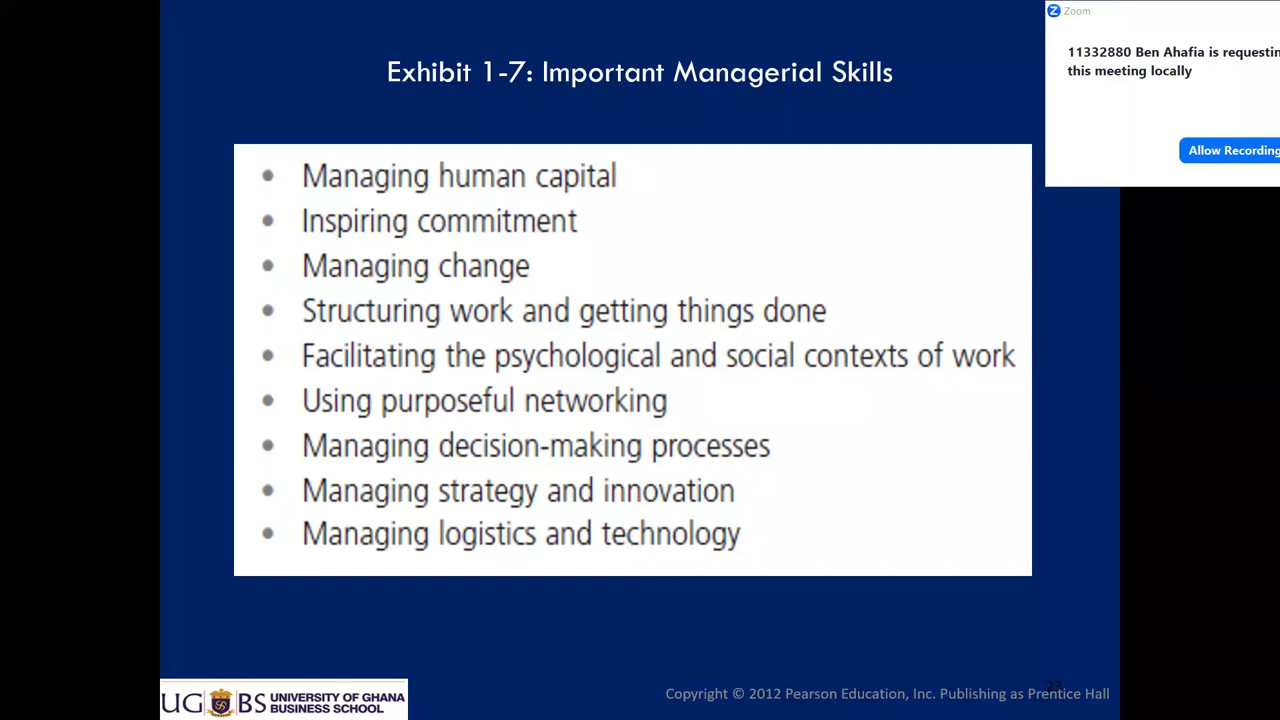 Zoom
11332880 Ben Ahafia is requestin
this meeting locally
Allow Recording
Exhibit 1-7: Important Managerial Skills
• Managing human capital
• Inspiring commitment
• Managing change
• Structuring work and getting things done
• Facilitating the psychological and social contexts of work
• Using purposeful networking
• Managing decision-making processes
• Managing strategy and innovation
• Managing logistics and technology
UGBS UNIVERSITY OF GHANA
BUSINESS SCHOOL
23
Copyright © 2012 Pearson Education, Inc. Publishing as Prentice Hall